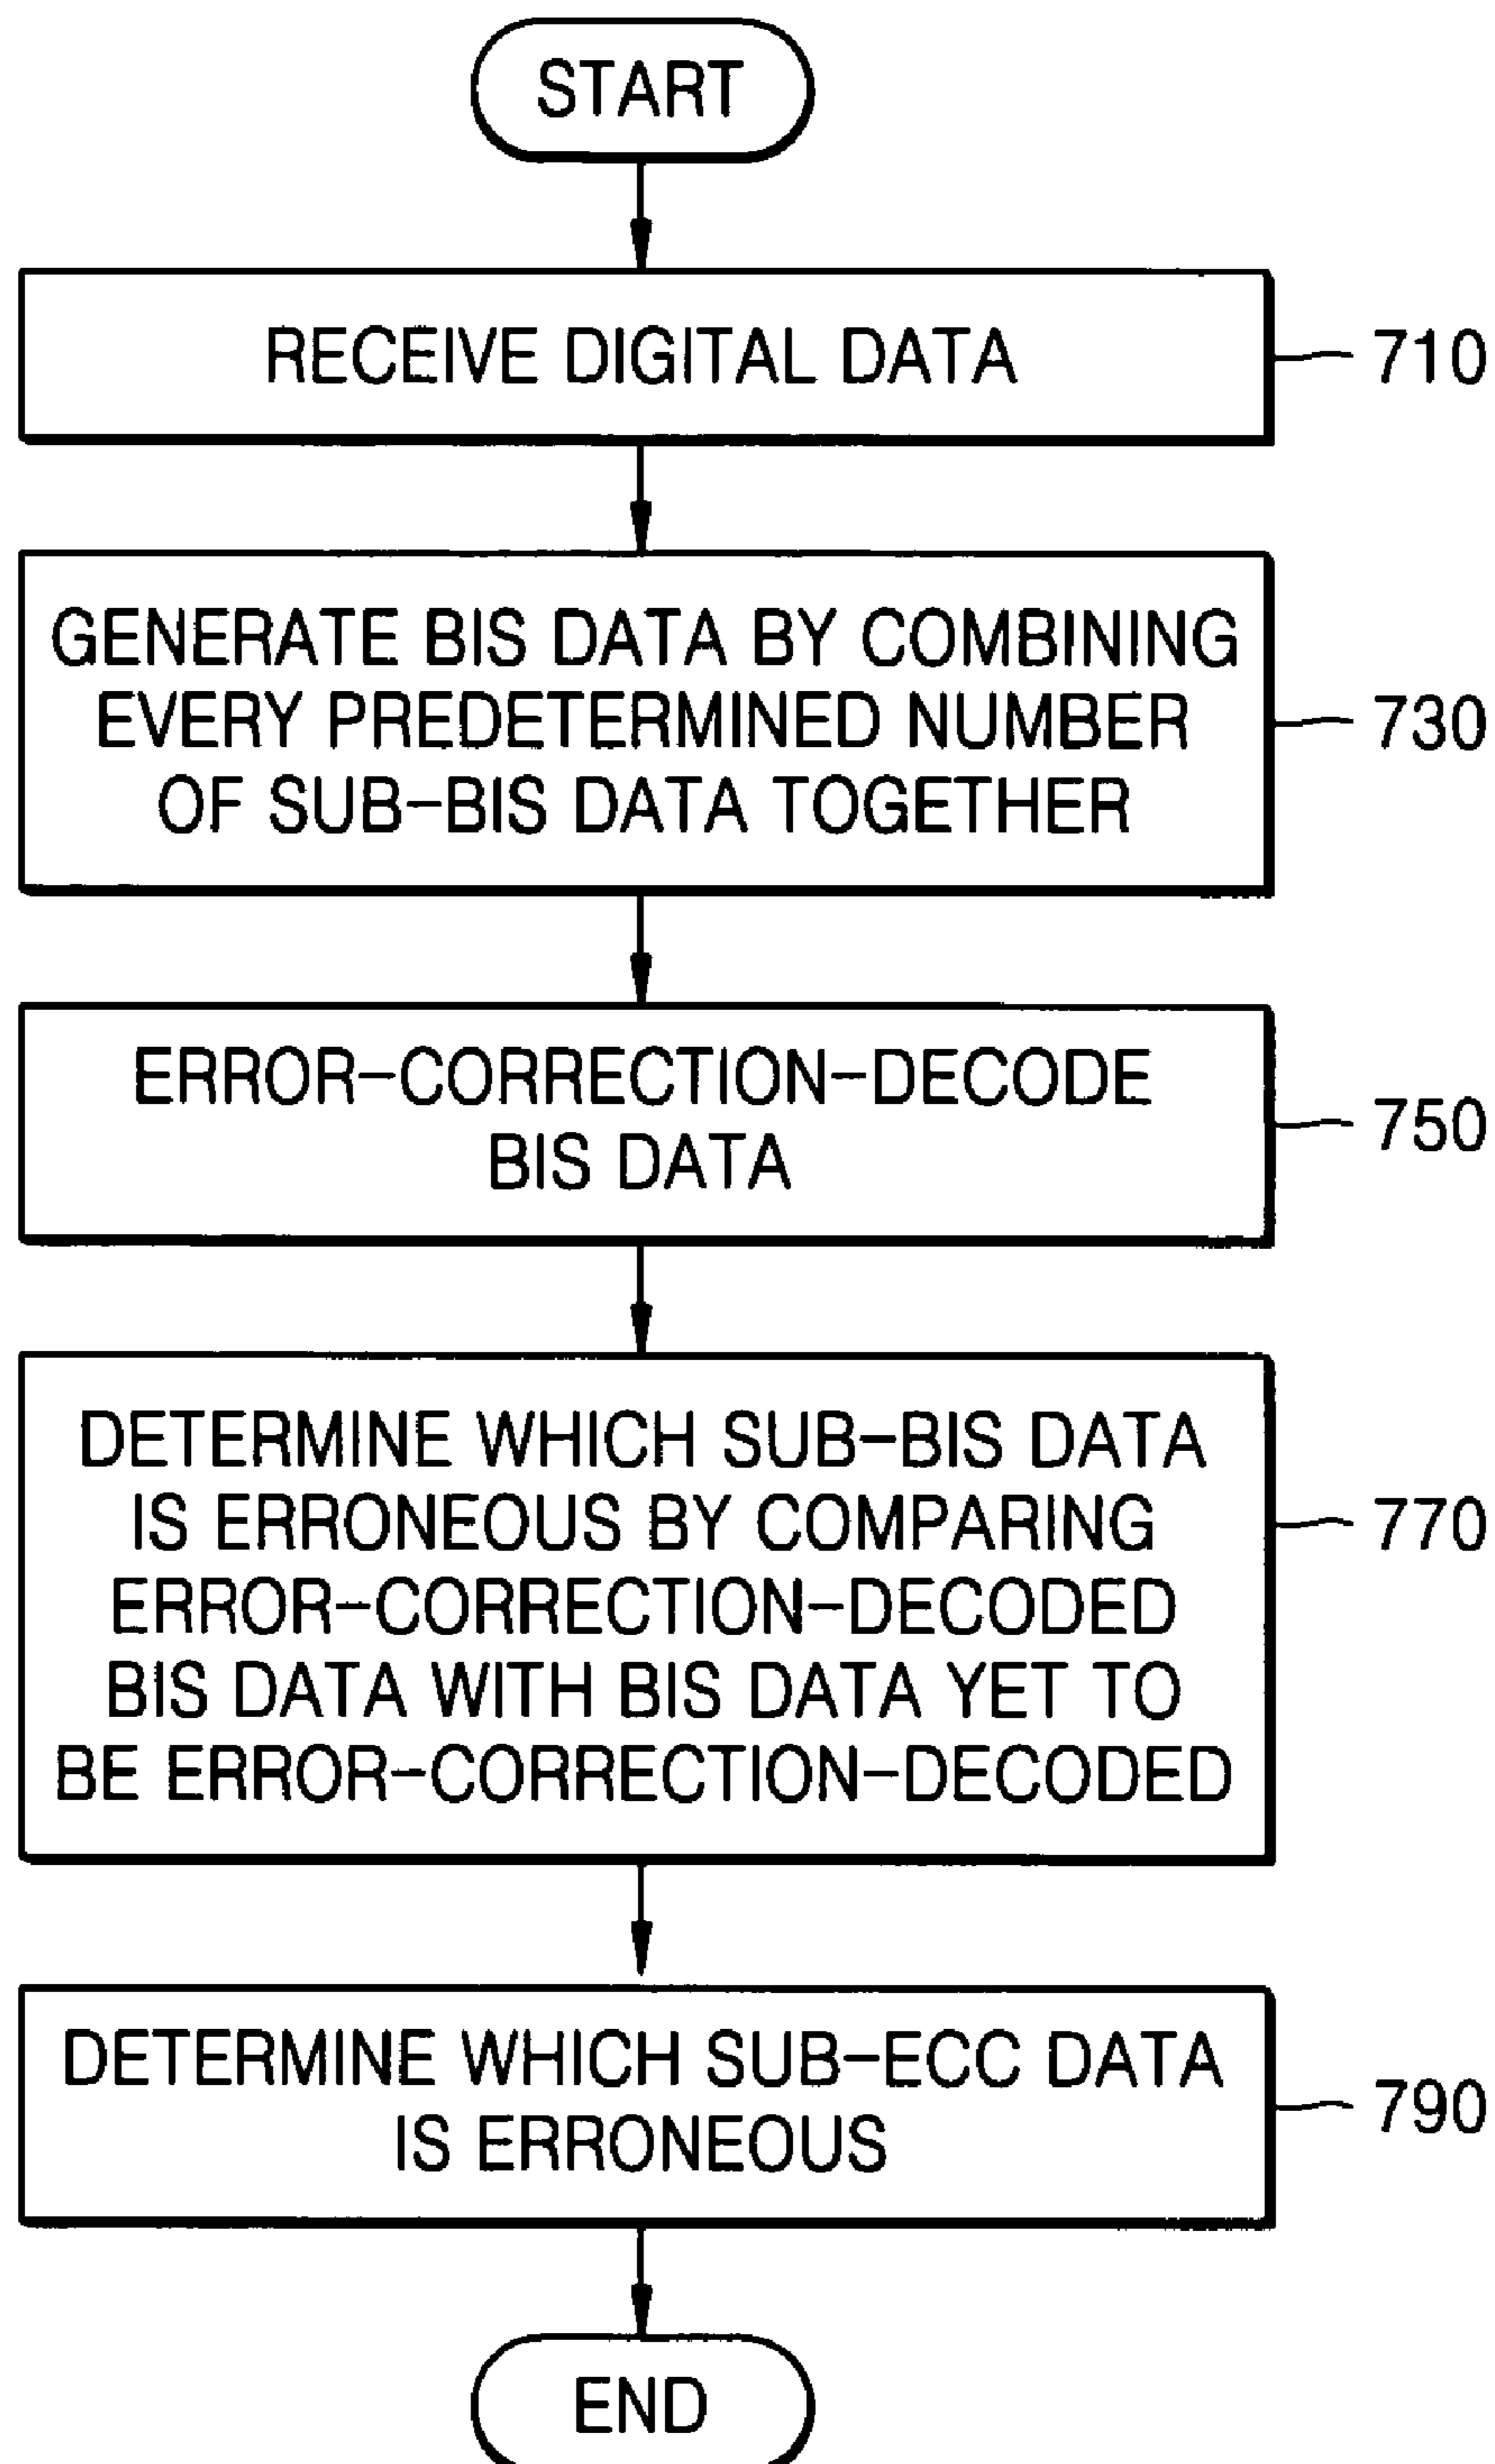 START
RECEIVE DIGITAL DATA
710
GENERATE BIS DATA BY COMBINING
EVERY PREDETERMINED NUMBER
OF SUB-BIS DATA TOGETHER
730
ERROR-CORRECTION-DECODE
BIS DATA
750
DETERMINE WHICH SUB-BIS DATA
IS ERRONEOUS BY COMPARING
ERROR-CORRECTION-DECODED
BIS DATA WITH BIS DATA YET TO
BE ERROR-CORRECTION-DECODED
770
DETERMINE WHICH SUB-ECC DATA
IS ERRONEOUS
790
END